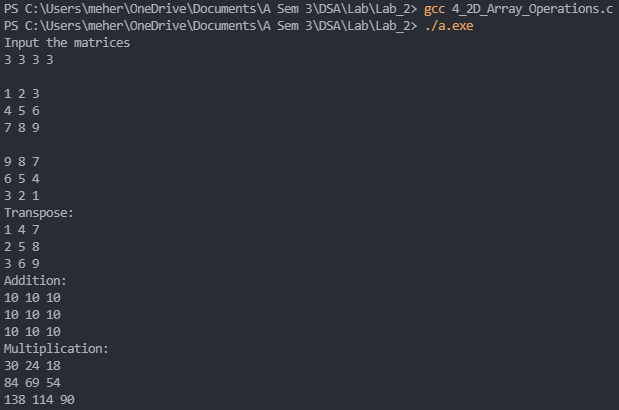 PS C:\Users\meher\OneDrive\Documents\A Sem 3\DSA\Lab\Lab_2> gcc 4_2D_Array_Operations.c
PS C:\Users\meher\OneDrive\Documents\A Sem 3\DSA\Lab\Lab_2> ./a.exe
Input the matrices
3 3 3 3
1 2 3
4 5 6
7 8 9
9 8 7
6 5 4
3 2 1
Transpose:
1 4 7
2 5 8
3 6 9
Addition:
10 10 10
10 10 10
10 10 10
Multiplication:
30 24 18
84 69 54
138 114 90